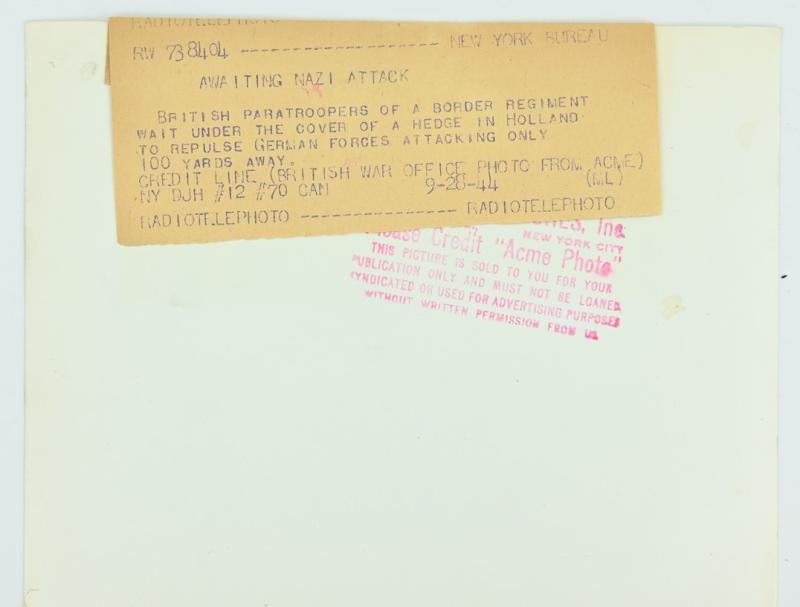 RADIOTELEPHOTO
RW 738404 -------------------- NEW YORK BUREAU
AWAITING NAZI ATTACK
BRITISH PARATROOPERS OF A BORDER REGIMENT
WAIT UNDER THE COVER OF A HEDGE IN HOLLAND
TO REPULSE GERMAN FORCES ATTACKING ONLY
100 YARDS AWAY.
CREDIT LINE (BRITISH WAR OFFICE PHOTO FROM ACME)
NY DJH #12 #70 CAN 9-28-44 (ML)
RADIOTELEPHOTO ---------------- RADIOTELEPHOTO
Inc.
NEW YORK CITY
Please Credit "Acme Photo"
THIS PICTURE IS SOLD TO YOU FOR YOUR
PUBLICATION ONLY AND MUST NOT BE LOANED,
SYNDICATED OR USED FOR ADVERTISING PURPOSES
WITHOUT WRITTEN PERMISSION FROM US.